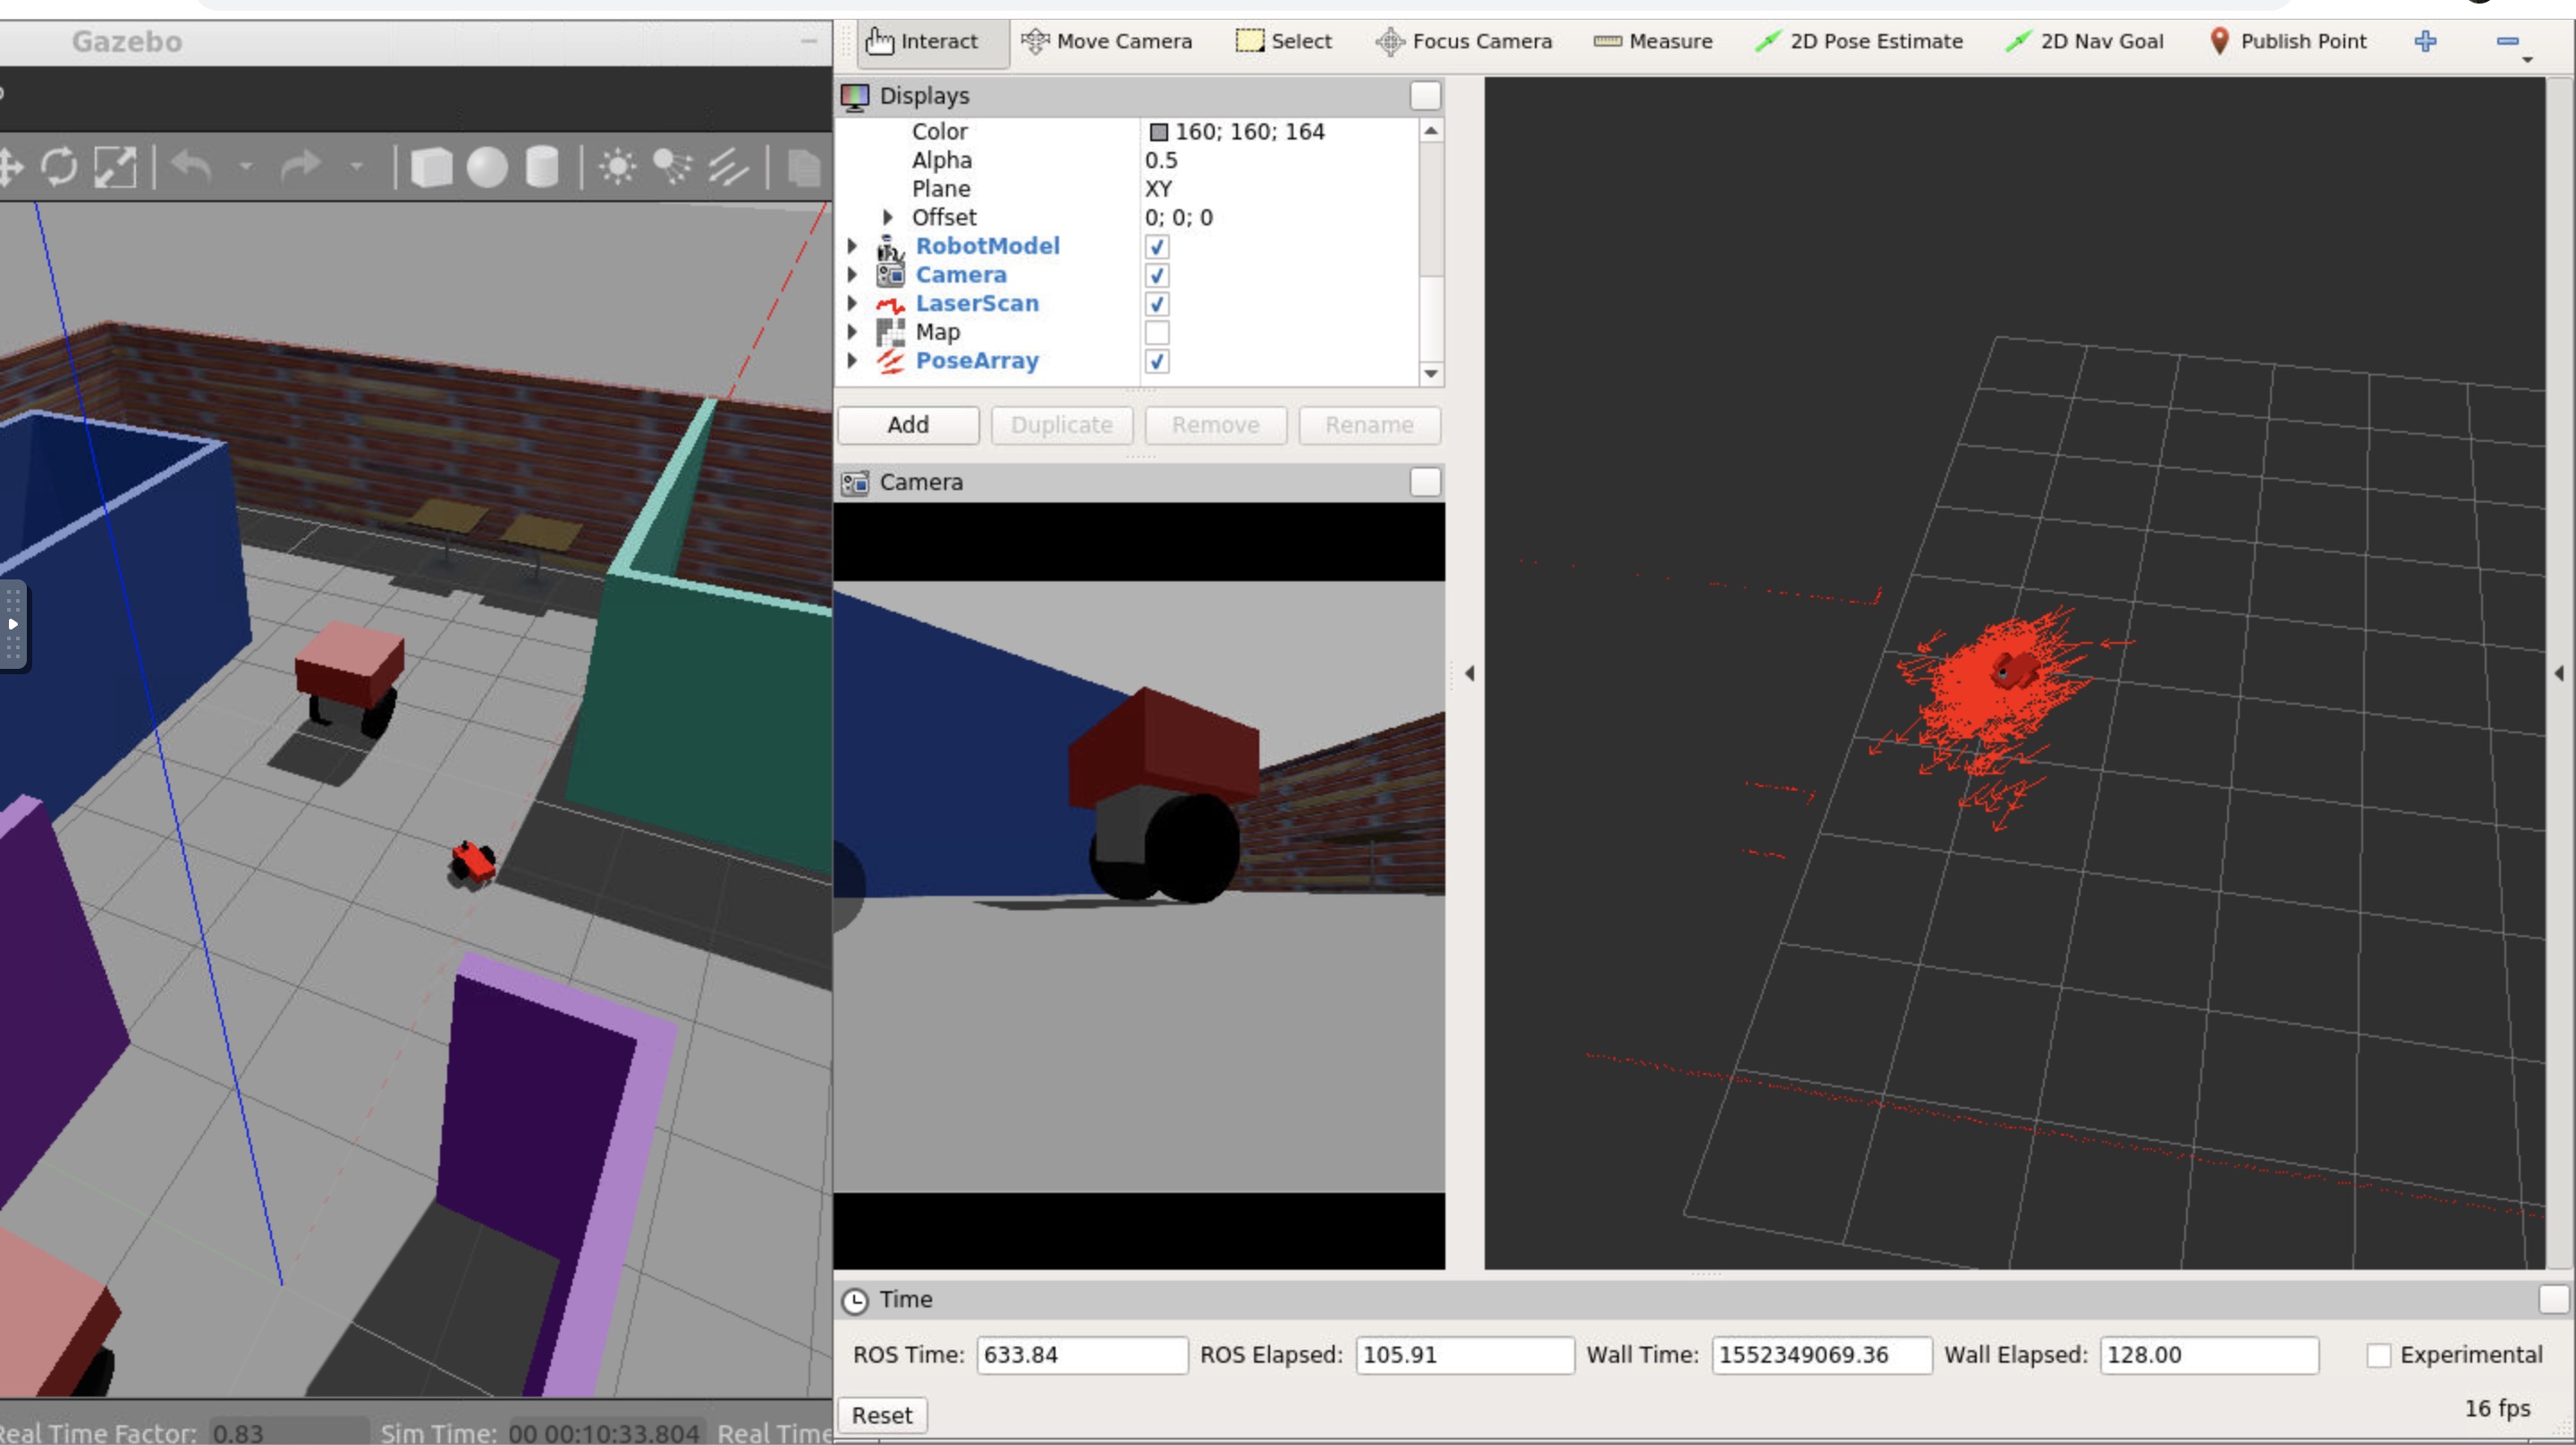 Gazebo
Interact Move Camera Select Focus Camera Measure 2D Pose Estimate 2D Nav Goal Publish Point
Displays
Color 160; 160; 164
Alpha 0.5
Plane XY
Offset 0; 0; 0
RobotModel
Camera
LaserScan
Map
PoseArray
Add Duplicate Remove Rename
Camera
Time
ROS Time: 633.84 ROS Elapsed: 105.91 Wall Time: 1552349069.36 Wall Elapsed: 128.00 Experimental
Reset
16 fps
Real Time Factor: 0.83 Sim Time: 00 00:10:33.804 Real Time